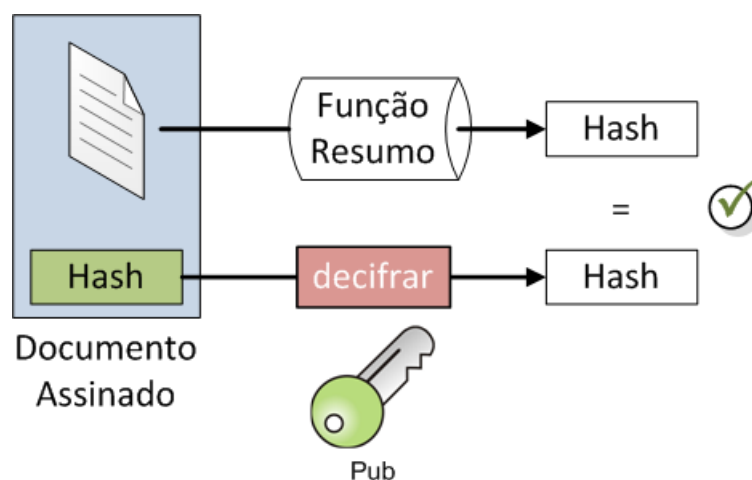 Função
Resumo
Hash
=
Hash
decifrar
Hash
Documento
Assinado
Pub